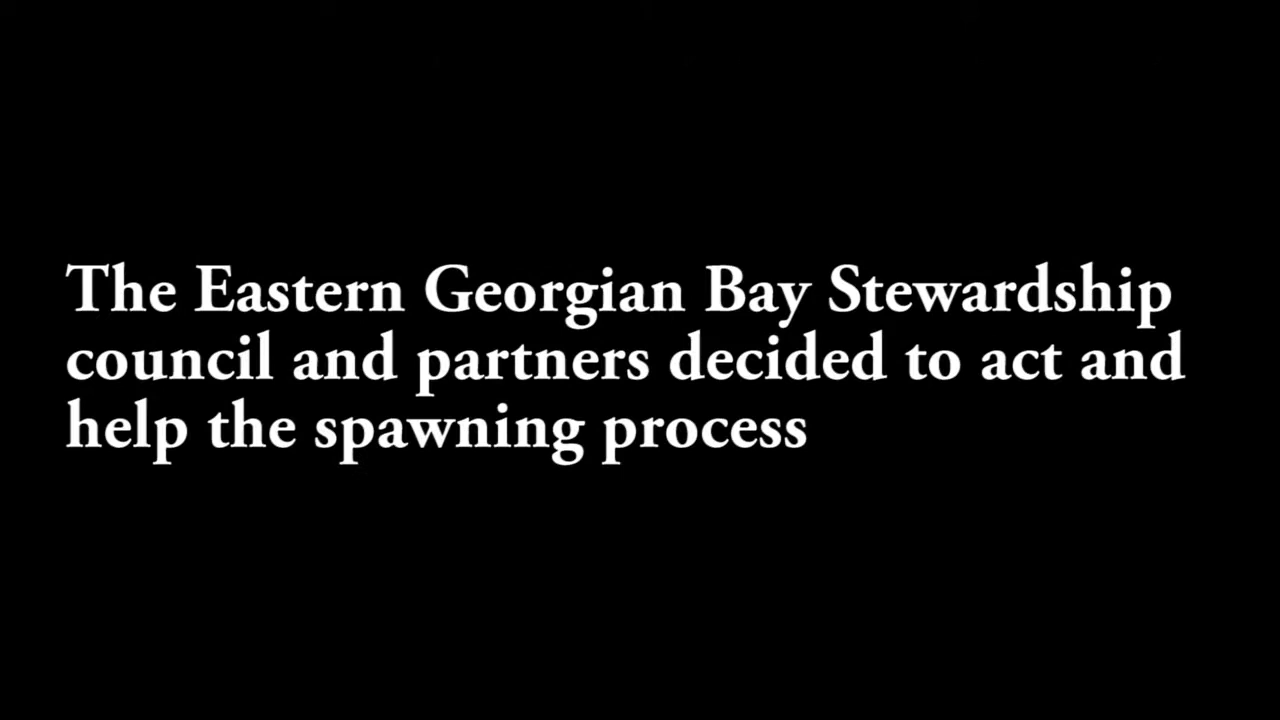 The Eastern Georgian Bay Stewardship
council and partners decided to act and
help the spawning process